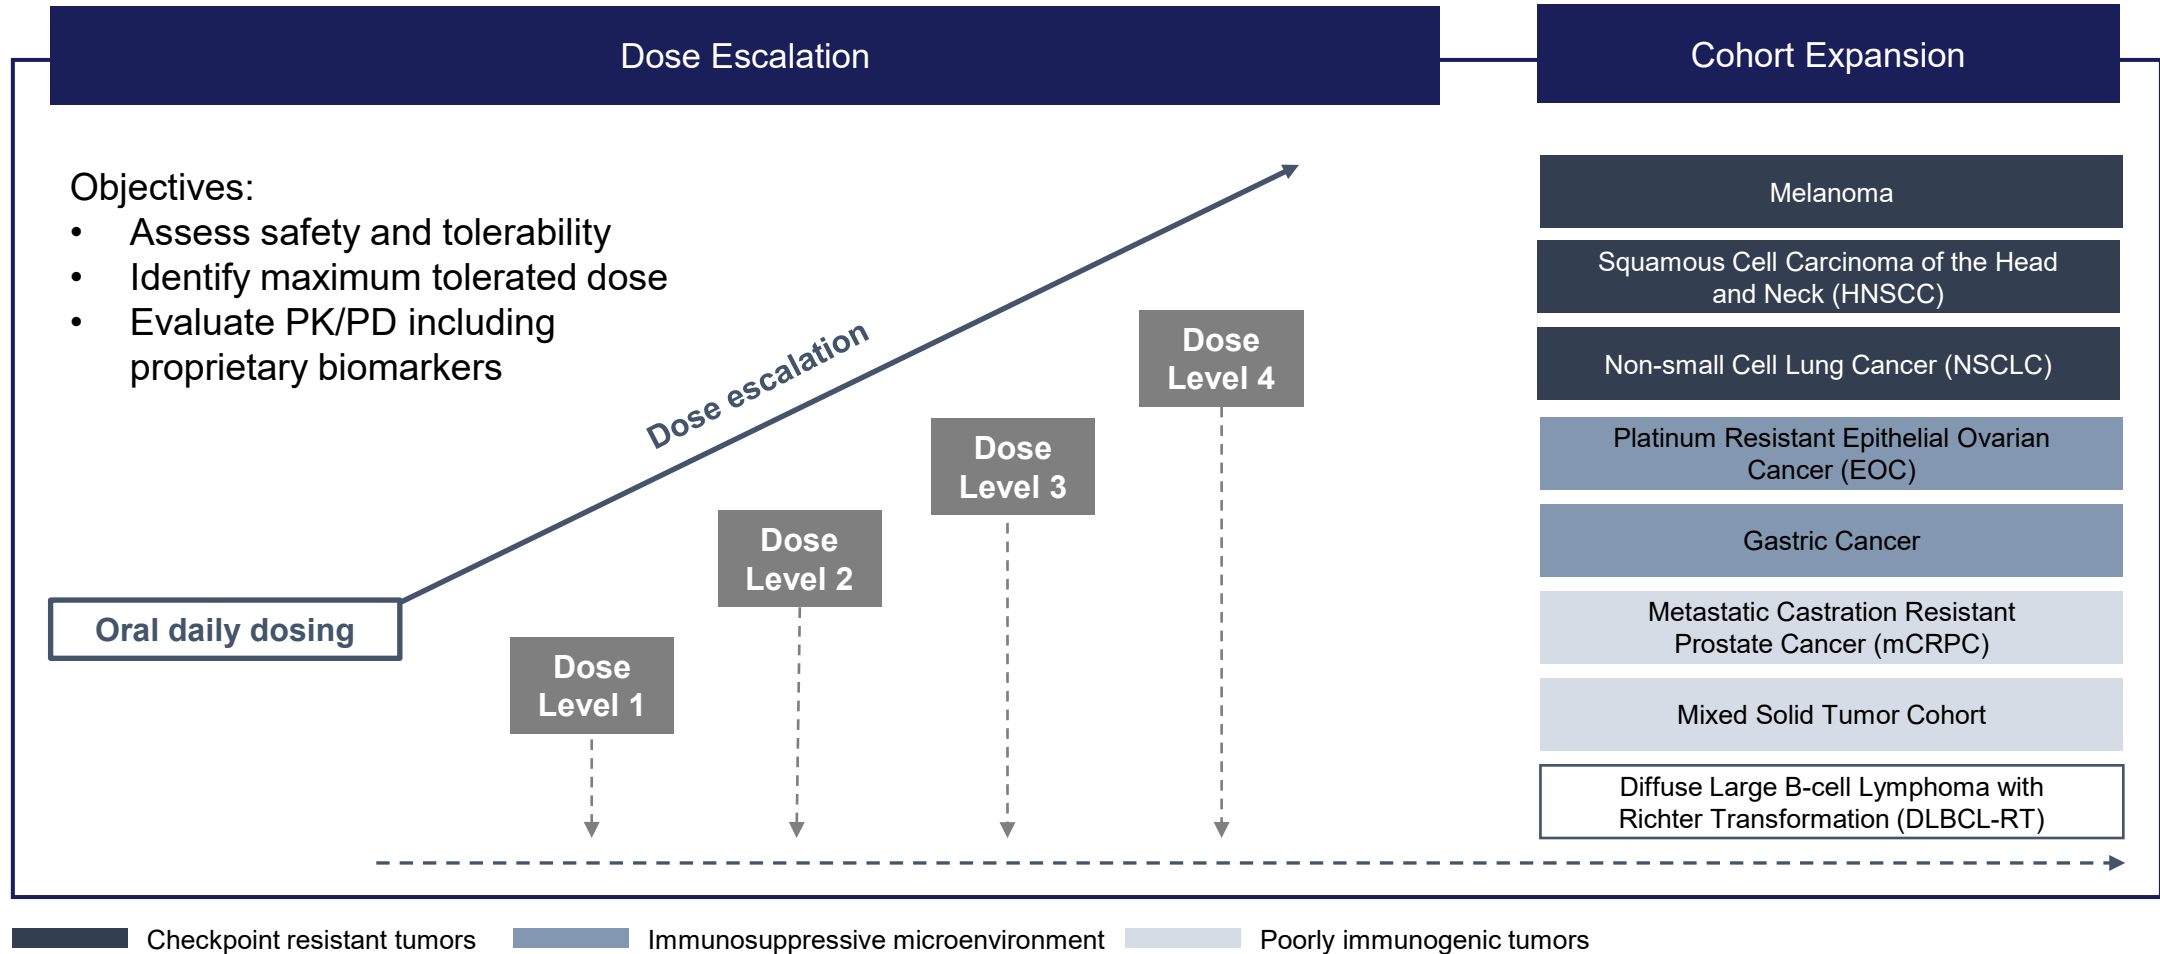 Dose Escalation
Cohort Expansion
Objectives:
• Assess safety and tolerability
• Identify maximum tolerated dose
• Evaluate PK/PD including
proprietary biomarkers
Dose escalation
Oral daily dosing
Dose
Level 1
Dose
Level 2
Dose
Level 3
Dose
Level 4
Melanoma
Squamous Cell Carcinoma of the Head
and Neck (HNSCC)
Non-small Cell Lung Cancer (NSCLC)
Platinum Resistant Epithelial Ovarian
Cancer (EOC)
Gastric Cancer
Metastatic Castration Resistant
Prostate Cancer (mCRPC)
Mixed Solid Tumor Cohort
Diffuse Large B-cell Lymphoma with
Richter Transformation (DLBCL-RT)
Checkpoint resistant tumors
Immunosuppressive microenvironment
Poorly immunogenic tumors